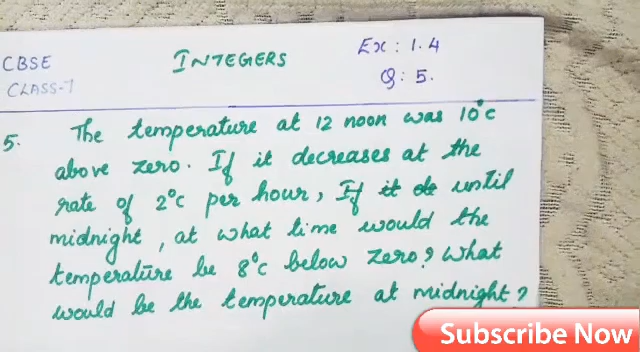 CBSE
CLASS-7
INTEGERS
Ex : 1.4
Q : 5.
5. The temperature at 12 noon was 10°c
above zero. If it decreases at the
rate of 2°c per hour, If it de until
midnight, at what time would the
temperature be 8°c below zero? What
would be the temperature at midnight?
Subscribe Now